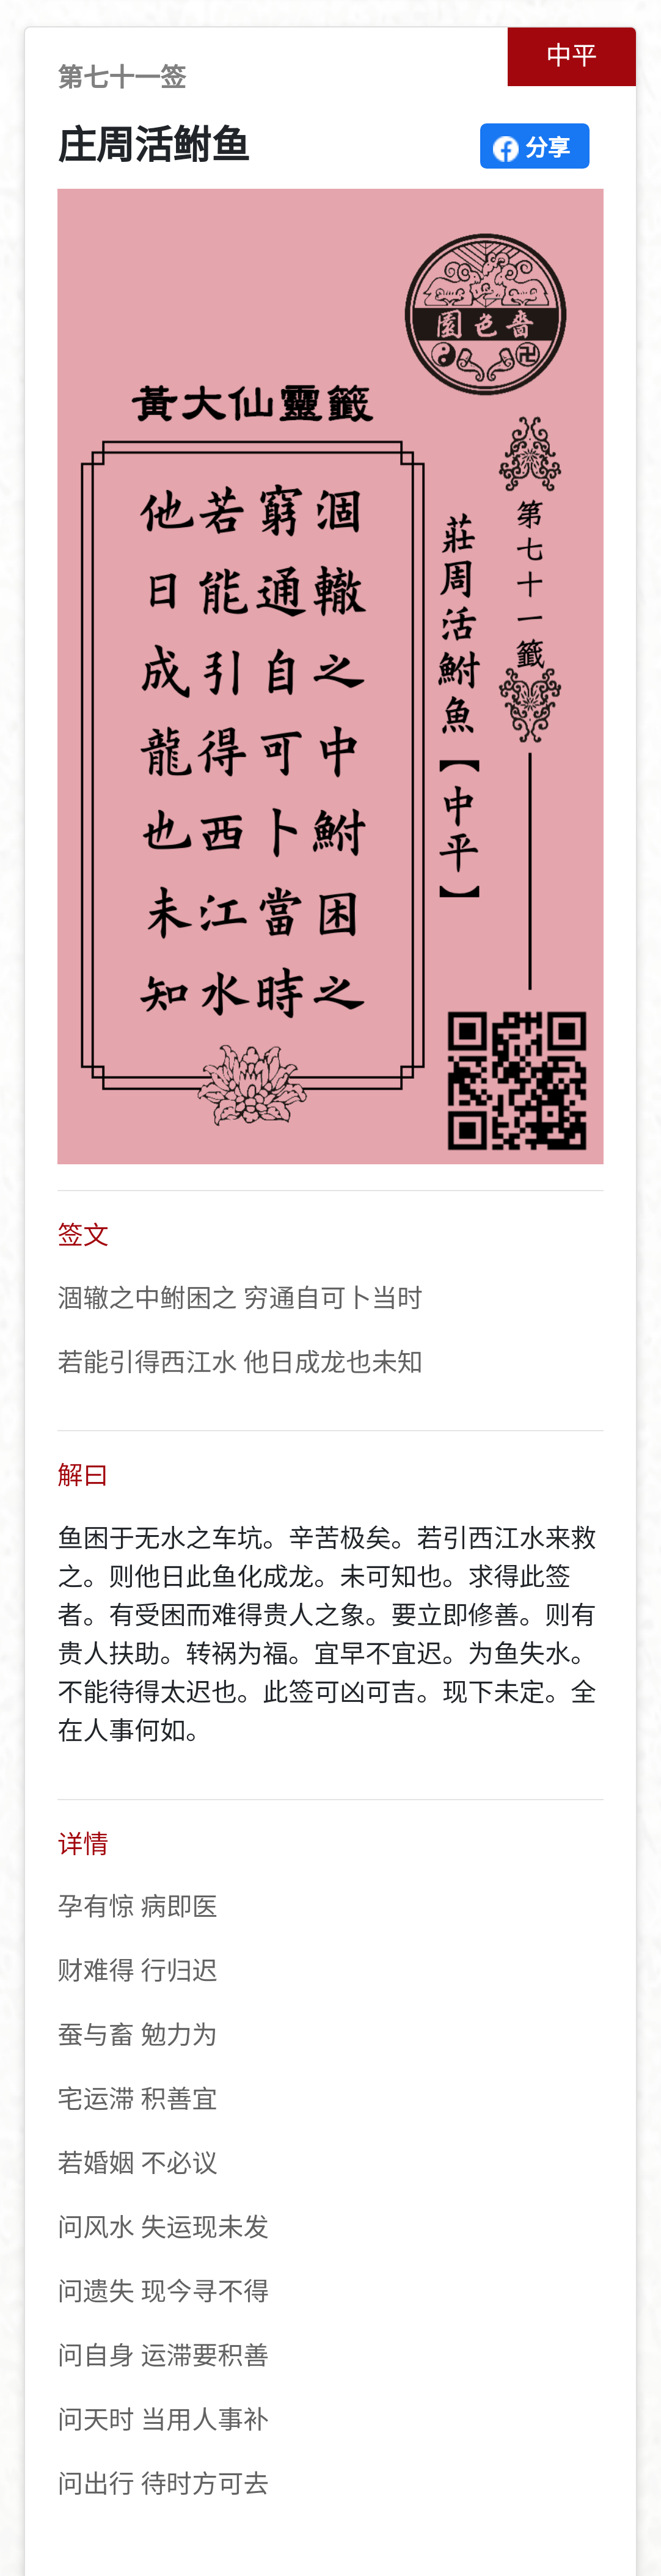 中平
第七十一签
庄周活鲋鱼
分享
嗇色園
黃大仙靈籤
第七十一籤
莊周活鮒魚【中平】
涸轍之中鮒困之
窮通自可卜當時
若能引得西江水
他日成龍也未知
签文
涸辙之中鲋困之 穷通自可卜当时
若能引得西江水 他日成龙也未知
解曰
鱼困于无水之车坑。辛苦极矣。若引西江水来救
之。则他日此鱼化成龙。未可知也。求得此签
者。有受困而难得贵人之象。要立即修善。则有
贵人扶助。转祸为福。宜早不宜迟。为鱼失水。
不能待得太迟也。此签可凶可吉。现下未定。全
在人事何如。
详情
孕有惊 病即医
财难得 行归迟
蚕与畜 勉力为
宅运滞 积善宜
若婚姻 不必议
问风水 失运现未发
问遗失 现今寻不得
问自身 运滞要积善
问天时 当用人事补
问出行 待时方可去